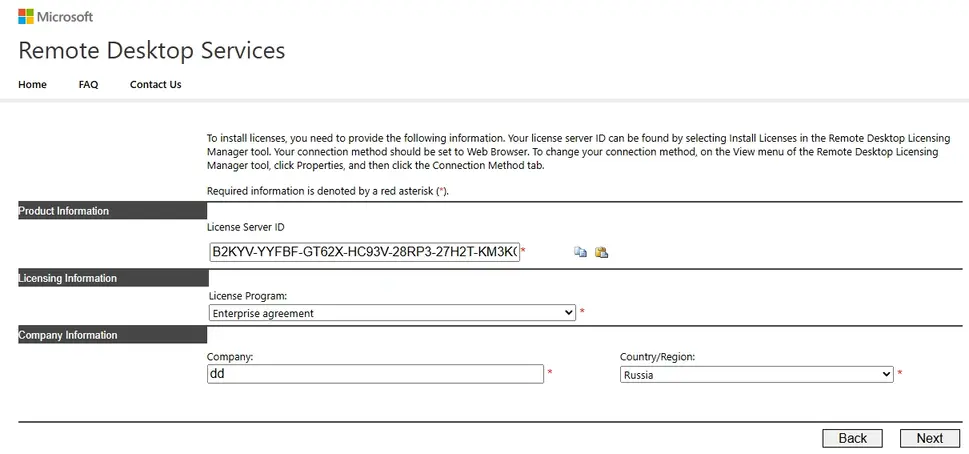 Microsoft
Remote Desktop Services
Home FAQ Contact Us
To install licenses, you need to provide the following information. Your license server ID can be found by selecting Install Licenses in the Remote Desktop Licensing
Manager tool. Your connection method should be set to Web Browser. To change your connection method, on the View menu of the Remote Desktop Licensing
Manager tool, click Properties, and then click the Connection Method tab.
Required information is denoted by a red asterisk (*).
Product Information
License Server ID
B2KYV-YYFBF-GT62X-HC93V-28RP3-27H2T-KM3K *
Licensing Information
License Program:
Enterprise agreement *
Company Information
Company: Country/Region:
dd * Russia *
Back Next